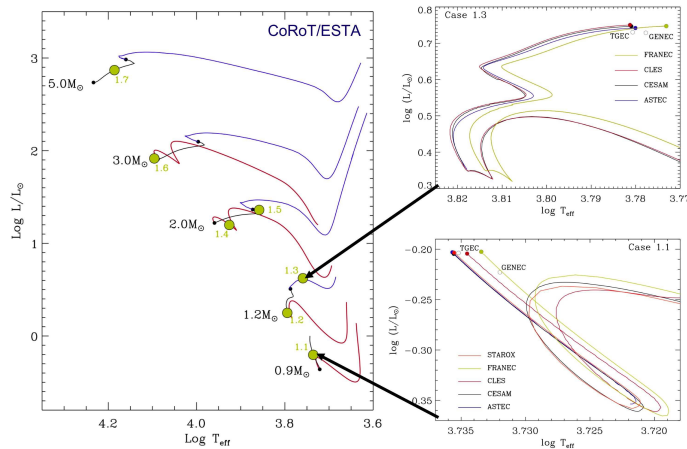 CoRoT/ESTA
3
2
1
0
5.0M⊙
1.7
3.0M⊙
1.6
2.0M⊙
1.5
1.4
1.3
1.2M⊙
1.2
1.1
0.9M⊙
4.2
4.0
3.8
3.6
Log T_eff
Log L/L⊙
Case 1.3
0.8
0.7
0.6
0.5
0.4
0.3
TGEC
GENEC
FRANEC
CLES
CESAM
ASTEC
3.82
3.81
3.80
3.79
3.78
3.77
log T_eff
log (L/L⊙)
Case 1.1
-0.20
-0.25
-0.30
-0.35
TGEC
GENEC
STAROX
FRANEC
CLES
CESAM
ASTEC
3.735
3.730
3.725
3.720
log T_eff
log (L/L⊙)